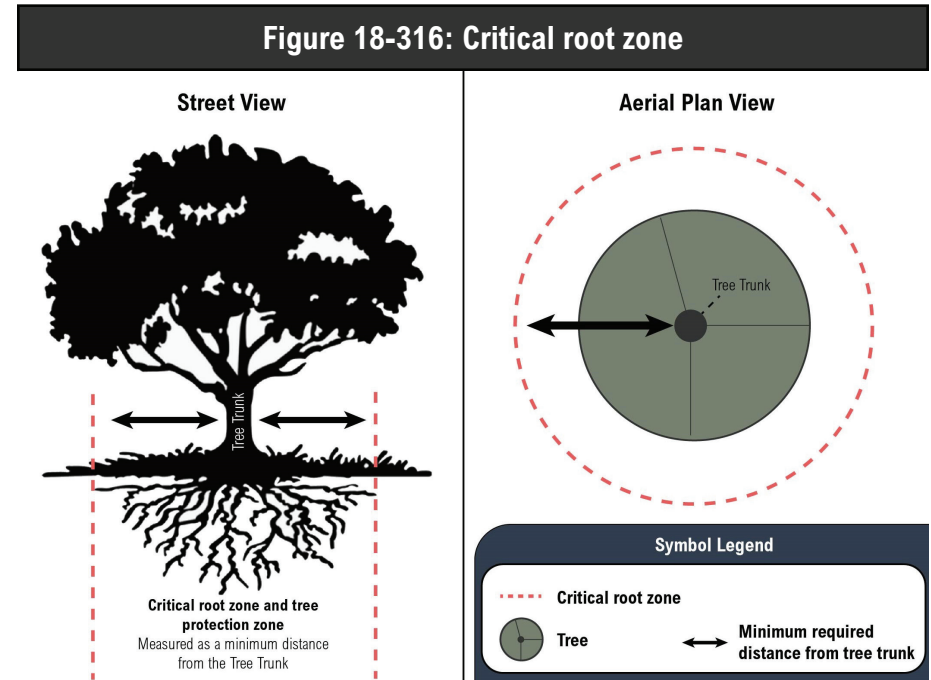 Figure 18-316: Critical root zone
Street View
Tree Trunk
Critical root zone and tree
protection zone
Measured as a minimum distance
from the Tree Trunk
Aerial Plan View
Tree Trunk
Symbol Legend
Critical root zone
Tree
Minimum required
distance from tree trunk